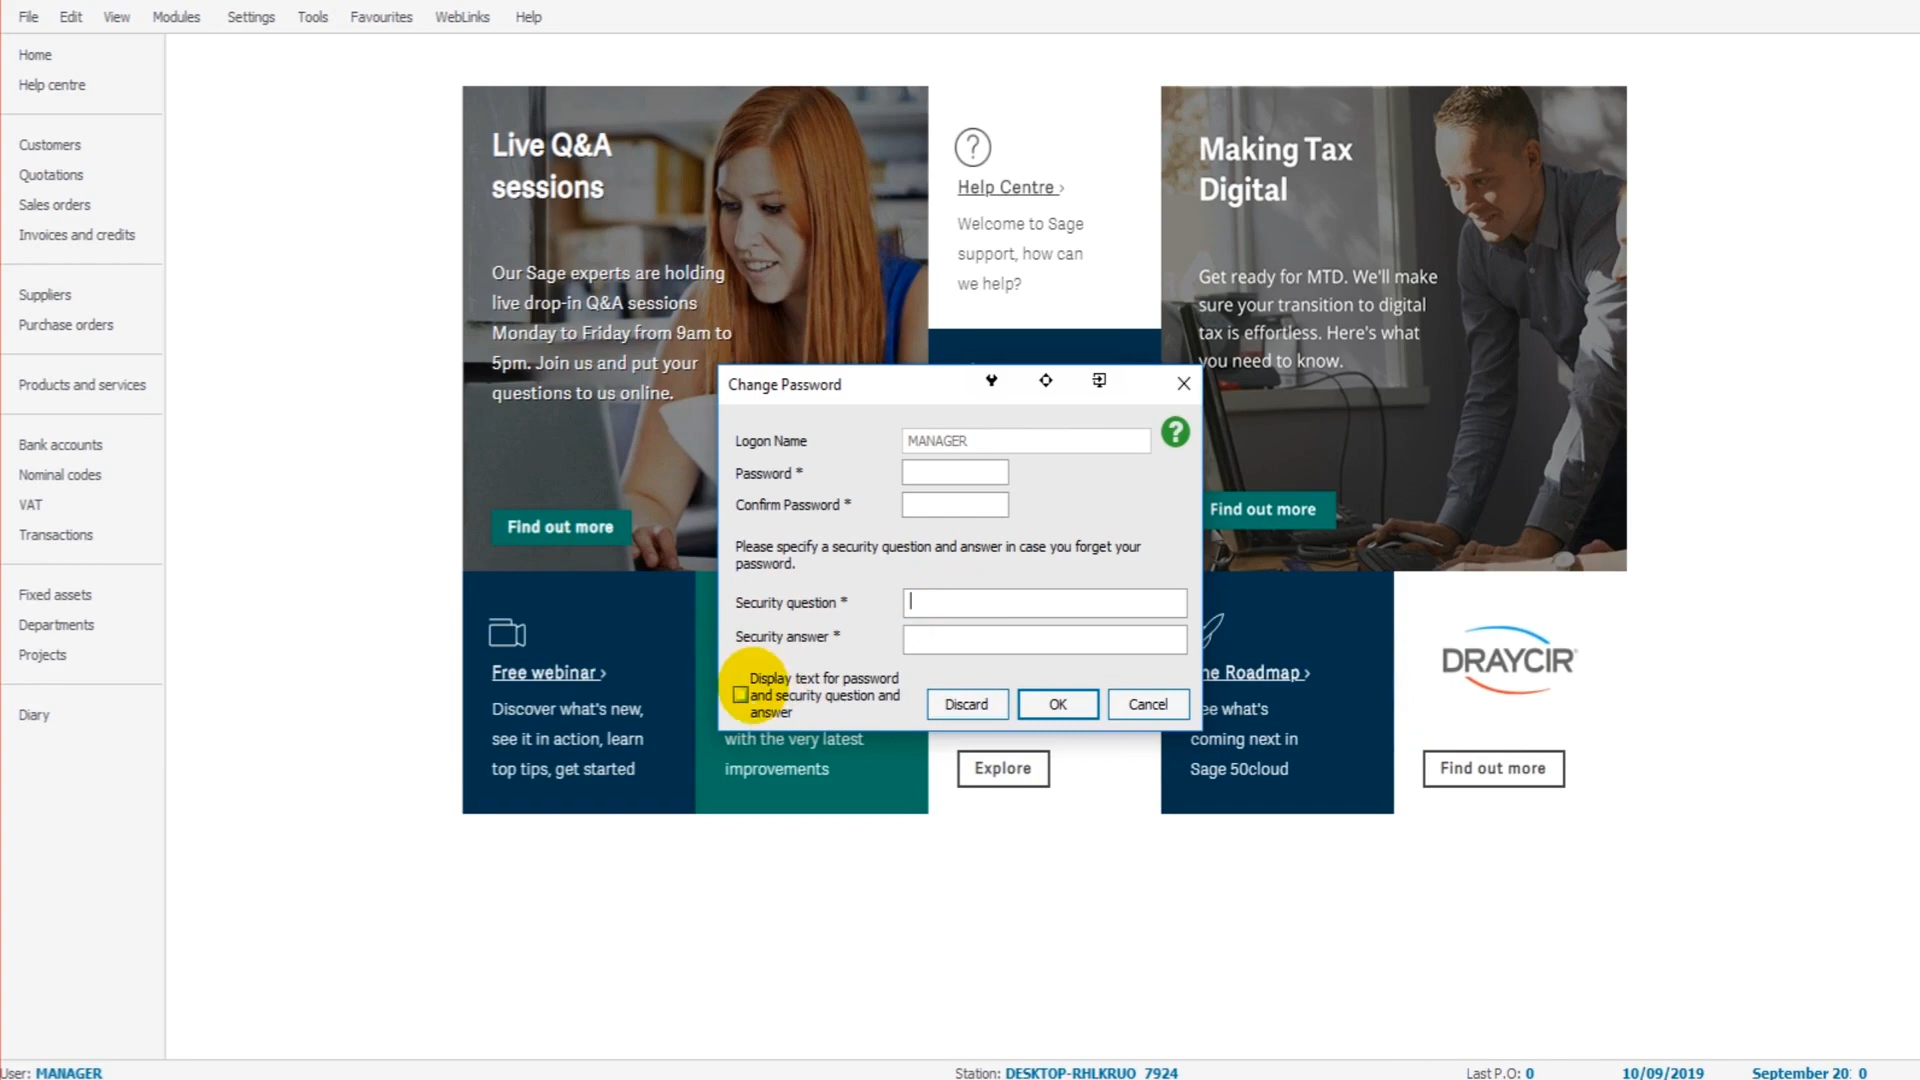 File Edit View Modules Settings Tools Favourites WebLinks Help
Home
Help centre
Customers
Quotations
Sales orders
Invoices and credits
Suppliers
Purchase orders
Products and services
Bank accounts
Nominal codes
VAT
Transactions
Fixed assets
Departments
Projects
Diary
Live Q&A
sessions
Our Sage experts are holding
live drop-in Q&A sessions
Monday to Friday from 9am to
5pm. Join us and put your
questions to us online.
Find out more
Help Centre ›
Welcome to Sage
support, how can
we help?
Making Tax
Digital
Get ready for MTD. We'll make
sure your transition to digital
tax is effortless. Here's what
you need to know.
Find out more
Change Password
Logon Name MANAGER
Password *
Confirm Password *
Please specify a security question and answer in case you forget your
password.
Security question *
Security answer *
Display text for password
and security question and
answer
Discard OK Cancel
Free webinar ›
Discover what's new,
see it in action, learn
top tips, get started
with the very latest
improvements
Explore
Roadmap ›
what's
coming next in
Sage 50cloud
DRAYCIR
Find out more
User: MANAGER Station: DESKTOP-RHLKRUO_7924 Last P.O: 0 10/09/2019 September